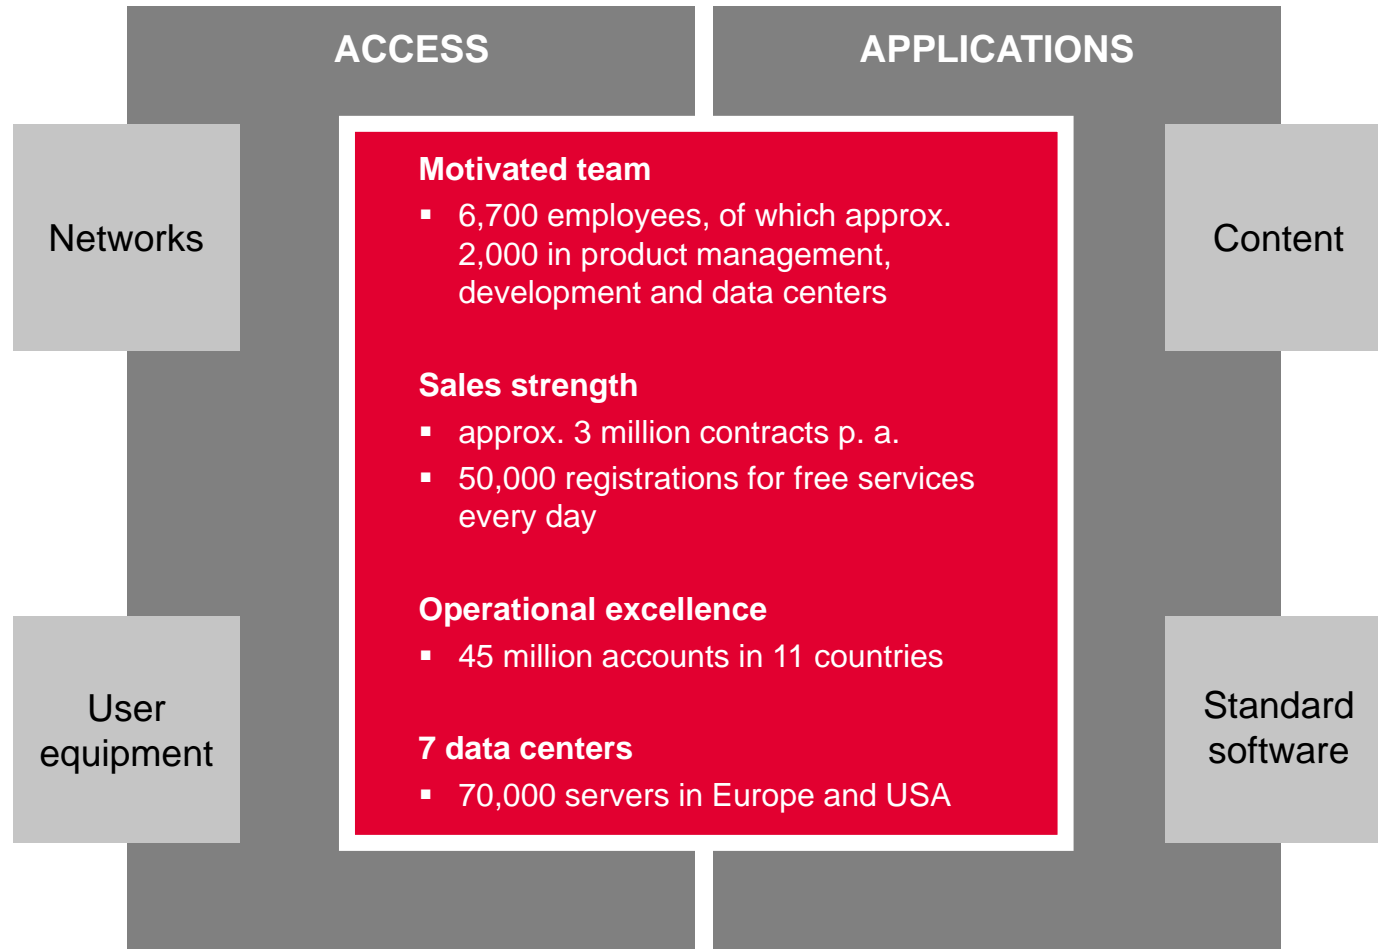 ACCESS
APPLICATIONS
Networks
User
equipment
Motivated team
▪ 6,700 employees, of which approx.
2,000 in product management,
development and data centers
Sales strength
▪ approx. 3 million contracts p. a.
▪ 50,000 registrations for free services
every day
Operational excellence
▪ 45 million accounts in 11 countries
7 data centers
▪ 70,000 servers in Europe and USA
Content
Standard
software